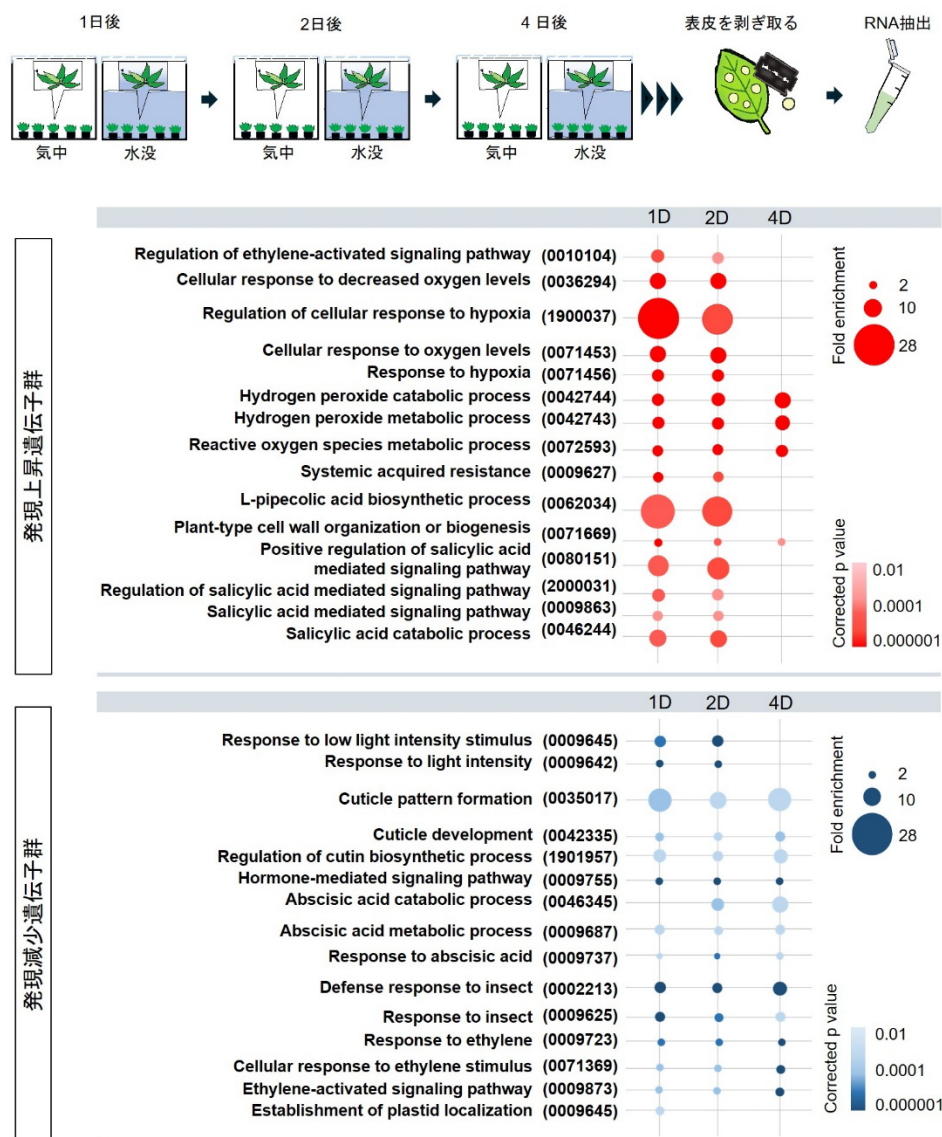 1日後
2日後
4 日後
表皮を剥ぎ取る
RNA抽出
気中
水没
気中
水没
気中
水没
1D 2D 4D
発現上昇遺伝子群
Regulation of ethylene-activated signaling pathway (0010104)
Cellular response to decreased oxygen levels (0036294)
Regulation of cellular response to hypoxia (1900037)
Cellular response to oxygen levels (0071453)
Response to hypoxia (0071456)
Hydrogen peroxide catabolic process (0042744)
Hydrogen peroxide metabolic process (0042743)
Reactive oxygen species metabolic process (0072593)
Systemic acquired resistance (0009627)
L-pipecolic acid biosynthetic process (0062034)
Plant-type cell wall organization or biogenesis (0071669)
Positive regulation of salicylic acid
mediated signaling pathway (0080151)
Regulation of salicylic acid mediated signaling pathway (2000031)
Salicylic acid mediated signaling pathway (0009863)
Salicylic acid catabolic process (0046244)
Fold enrichment
2
10
28
Corrected p value
0.01
0.0001
0.000001
1D 2D 4D
発現減少遺伝子群
Response to low light intensity stimulus (0009645)
Response to light intensity (0009642)
Cuticle pattern formation (0035017)
Cuticle development (0042335)
Regulation of cutin biosynthetic process (1901957)
Hormone-mediated signaling pathway (0009755)
Abscisic acid catabolic process (0046345)
Abscisic acid metabolic process (0009687)
Response to abscisic acid (0009737)
Defense response to insect (0002213)
Response to insect (0009625)
Response to ethylene (0009723)
Cellular response to ethylene stimulus (0071369)
Ethylene-activated signaling pathway (0009873)
Establishment of plastid localization (0009645)
Fold enrichment
2
10
28
Corrected p value
0.01
0.0001
0.000001